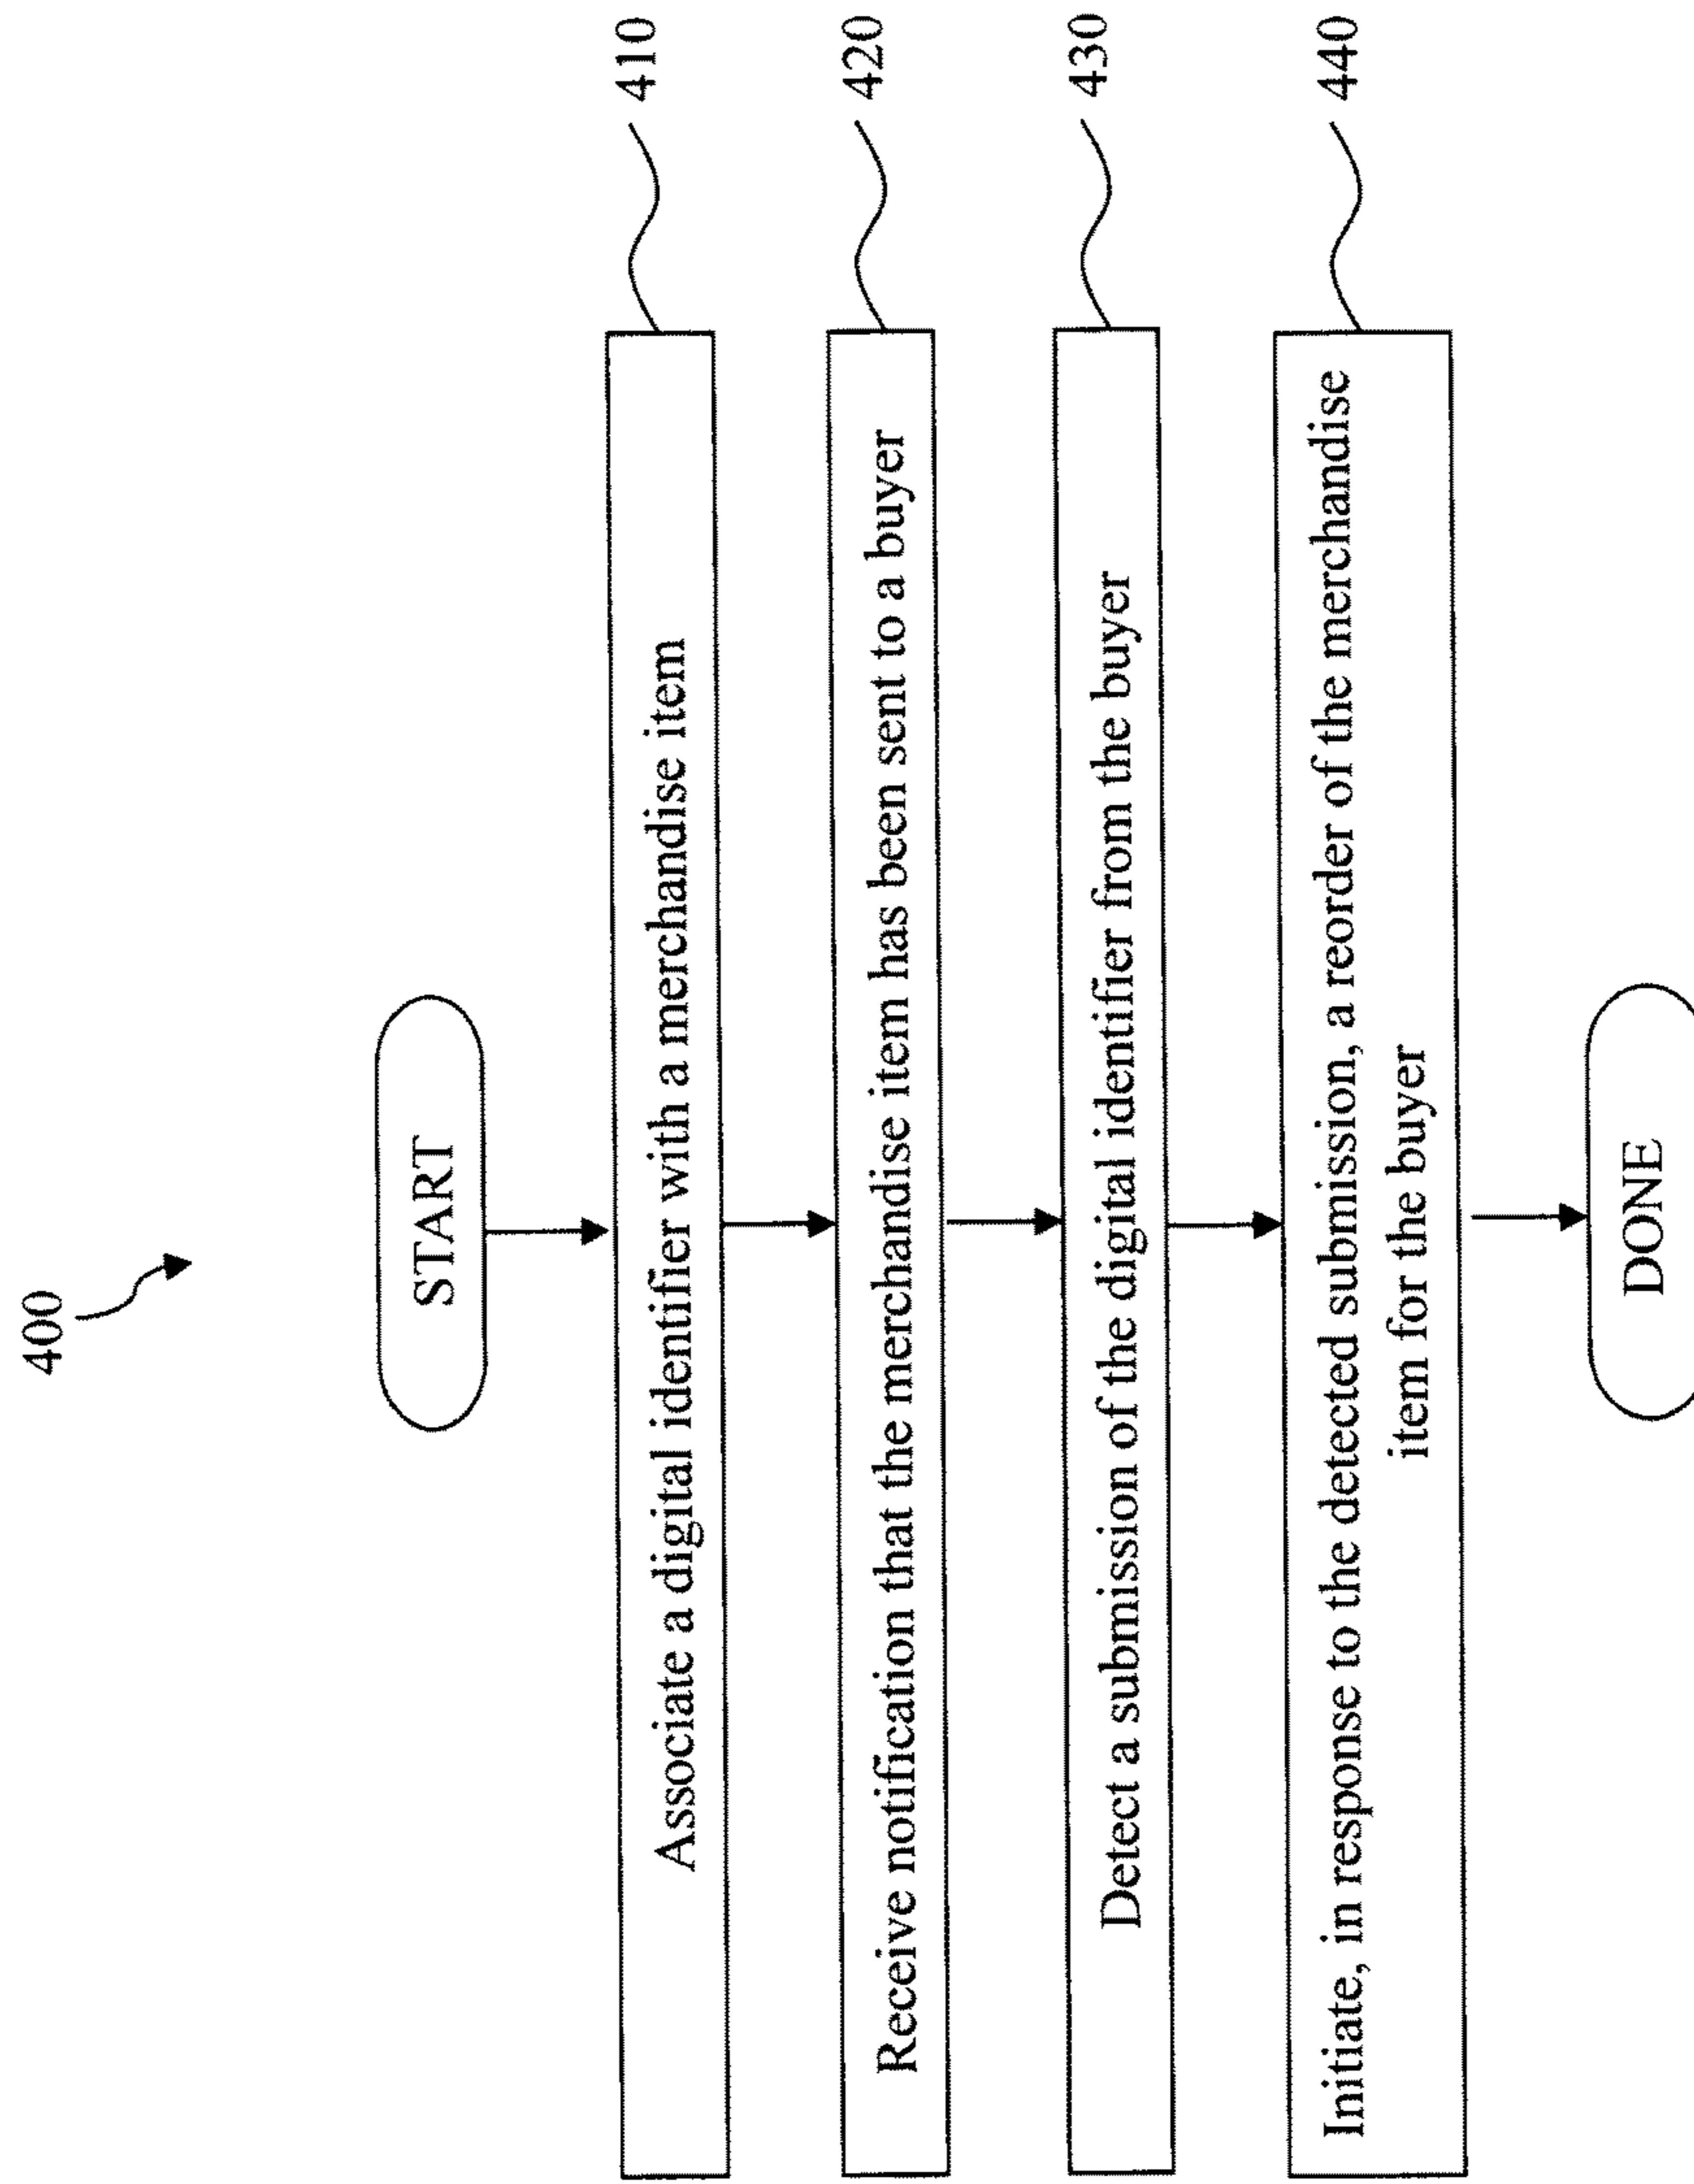 400
START
Associate a digital identifier with a merchandise item
410
Receive notification that the merchandise item has been sent to a buyer
420
Detect a submission of the digital identifier from the buyer
430
Initiate, in response to the detected submission, a reorder of the merchandise
item for the buyer
440
DONE